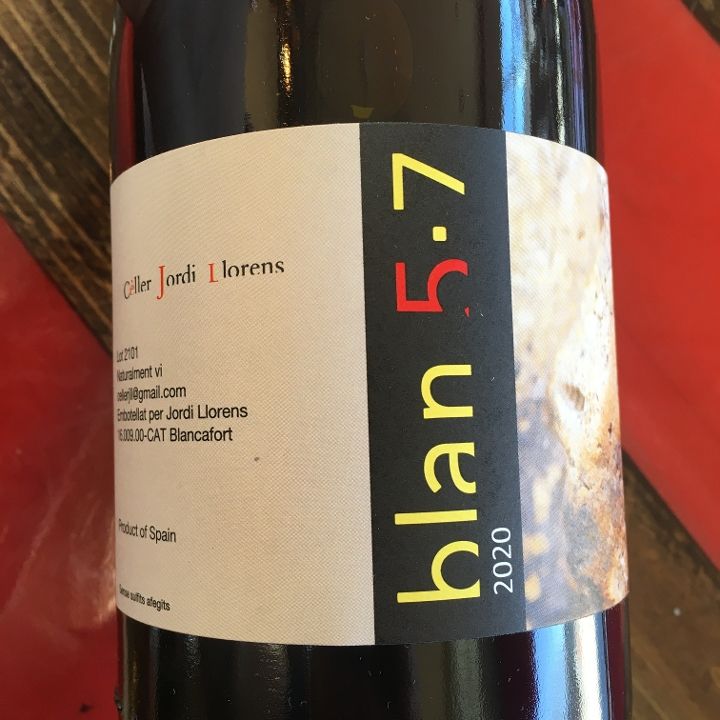 Cèller Jordi Llorens
Lot 2101
Naturalment vi
cellerjll@gmail.com
Embotellat per Jordi Llorens
16.009.00-CAT Blancafort
Product of Spain
Sense sulfits afegits
blan 5·7
2020